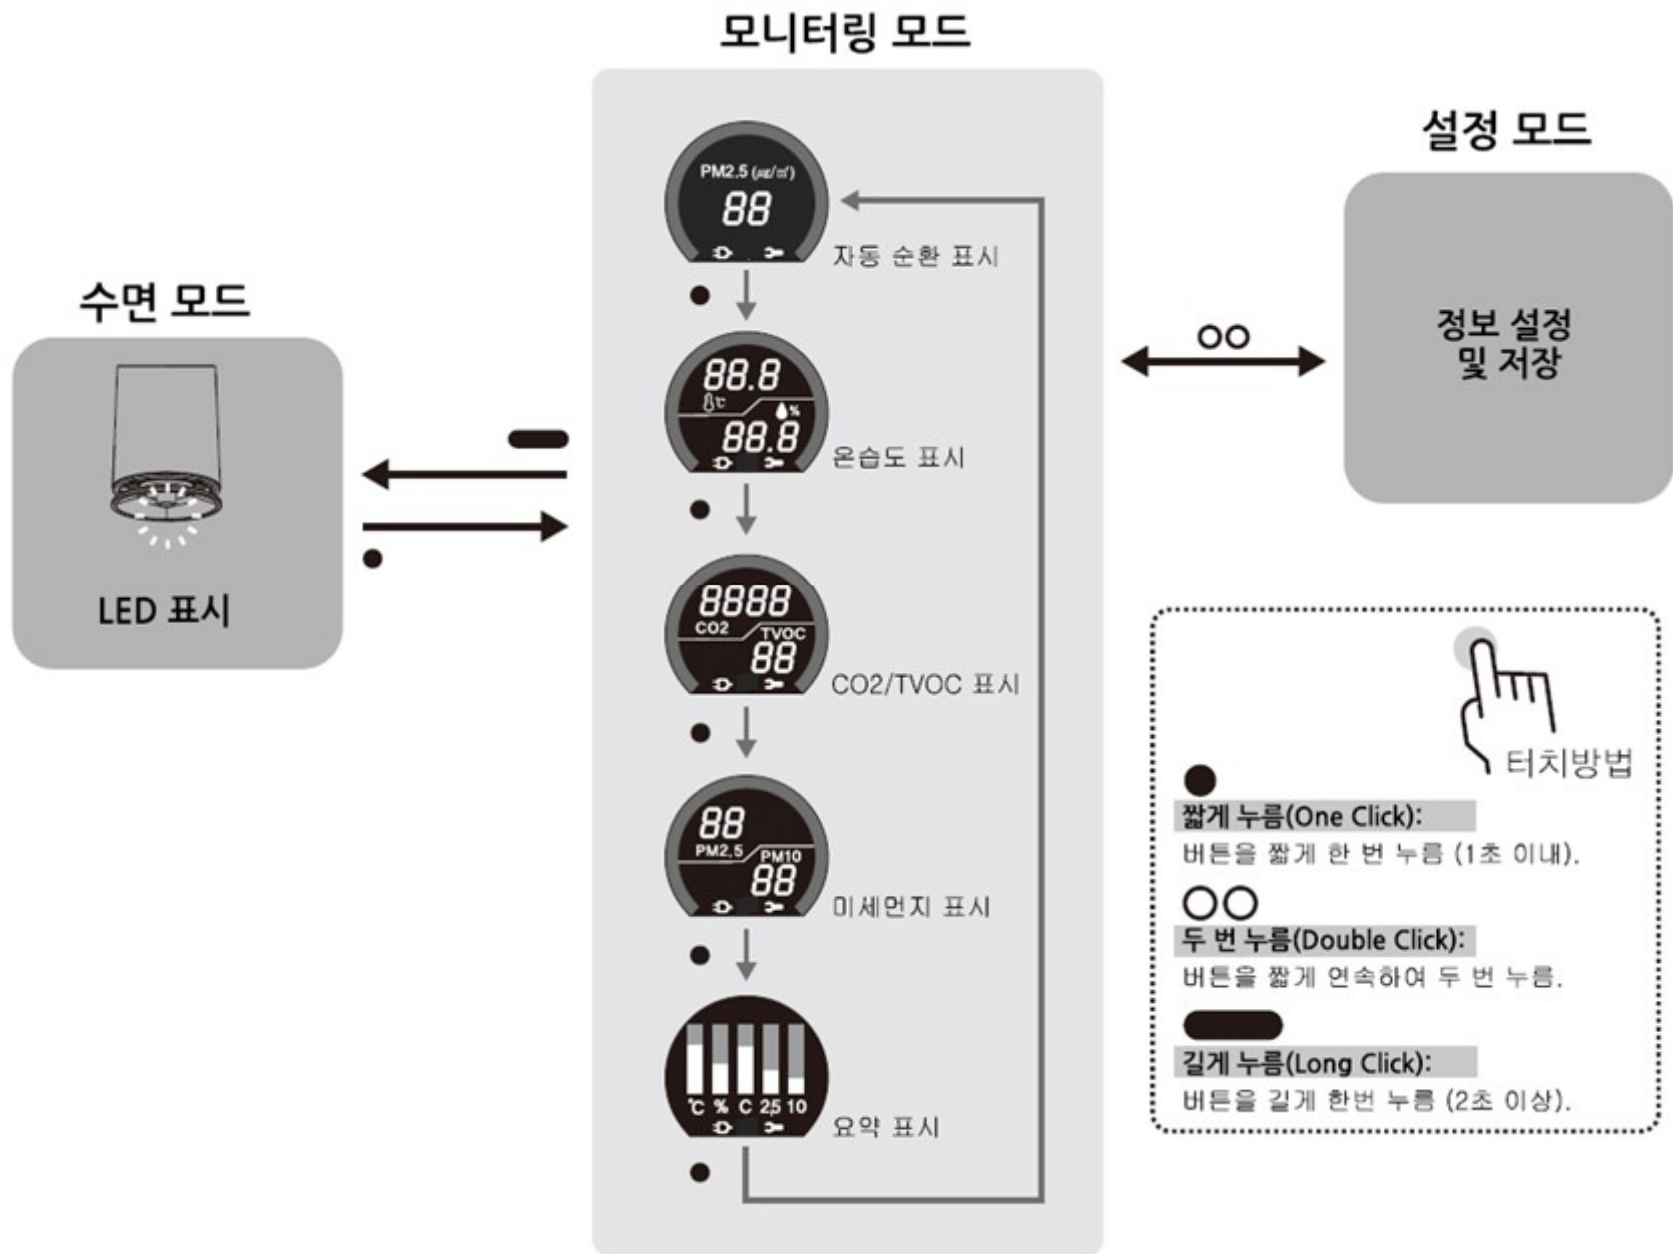 모니터링 모드
PM2.5 (㎍/㎥)
88
자동 순환 표시
88.8
℃
%
88.8
온습도 표시
8888
CO2
TVOC
88
CO2/TVOC 표시
88
PM2.5
PM10
88
미세먼지 표시
℃ % C 2.5 10
요약 표시
수면 모드
LED 표시
설정 모드
정보 설정
및 저장
터치방법
짧게 누름(One Click):
버튼을 짧게 한 번 누름 (1초 이내).
두 번 누름(Double Click):
버튼을 짧게 연속하여 두 번 누름.
길게 누름(Long Click):
버튼을 길게 한번 누름 (2초 이상).